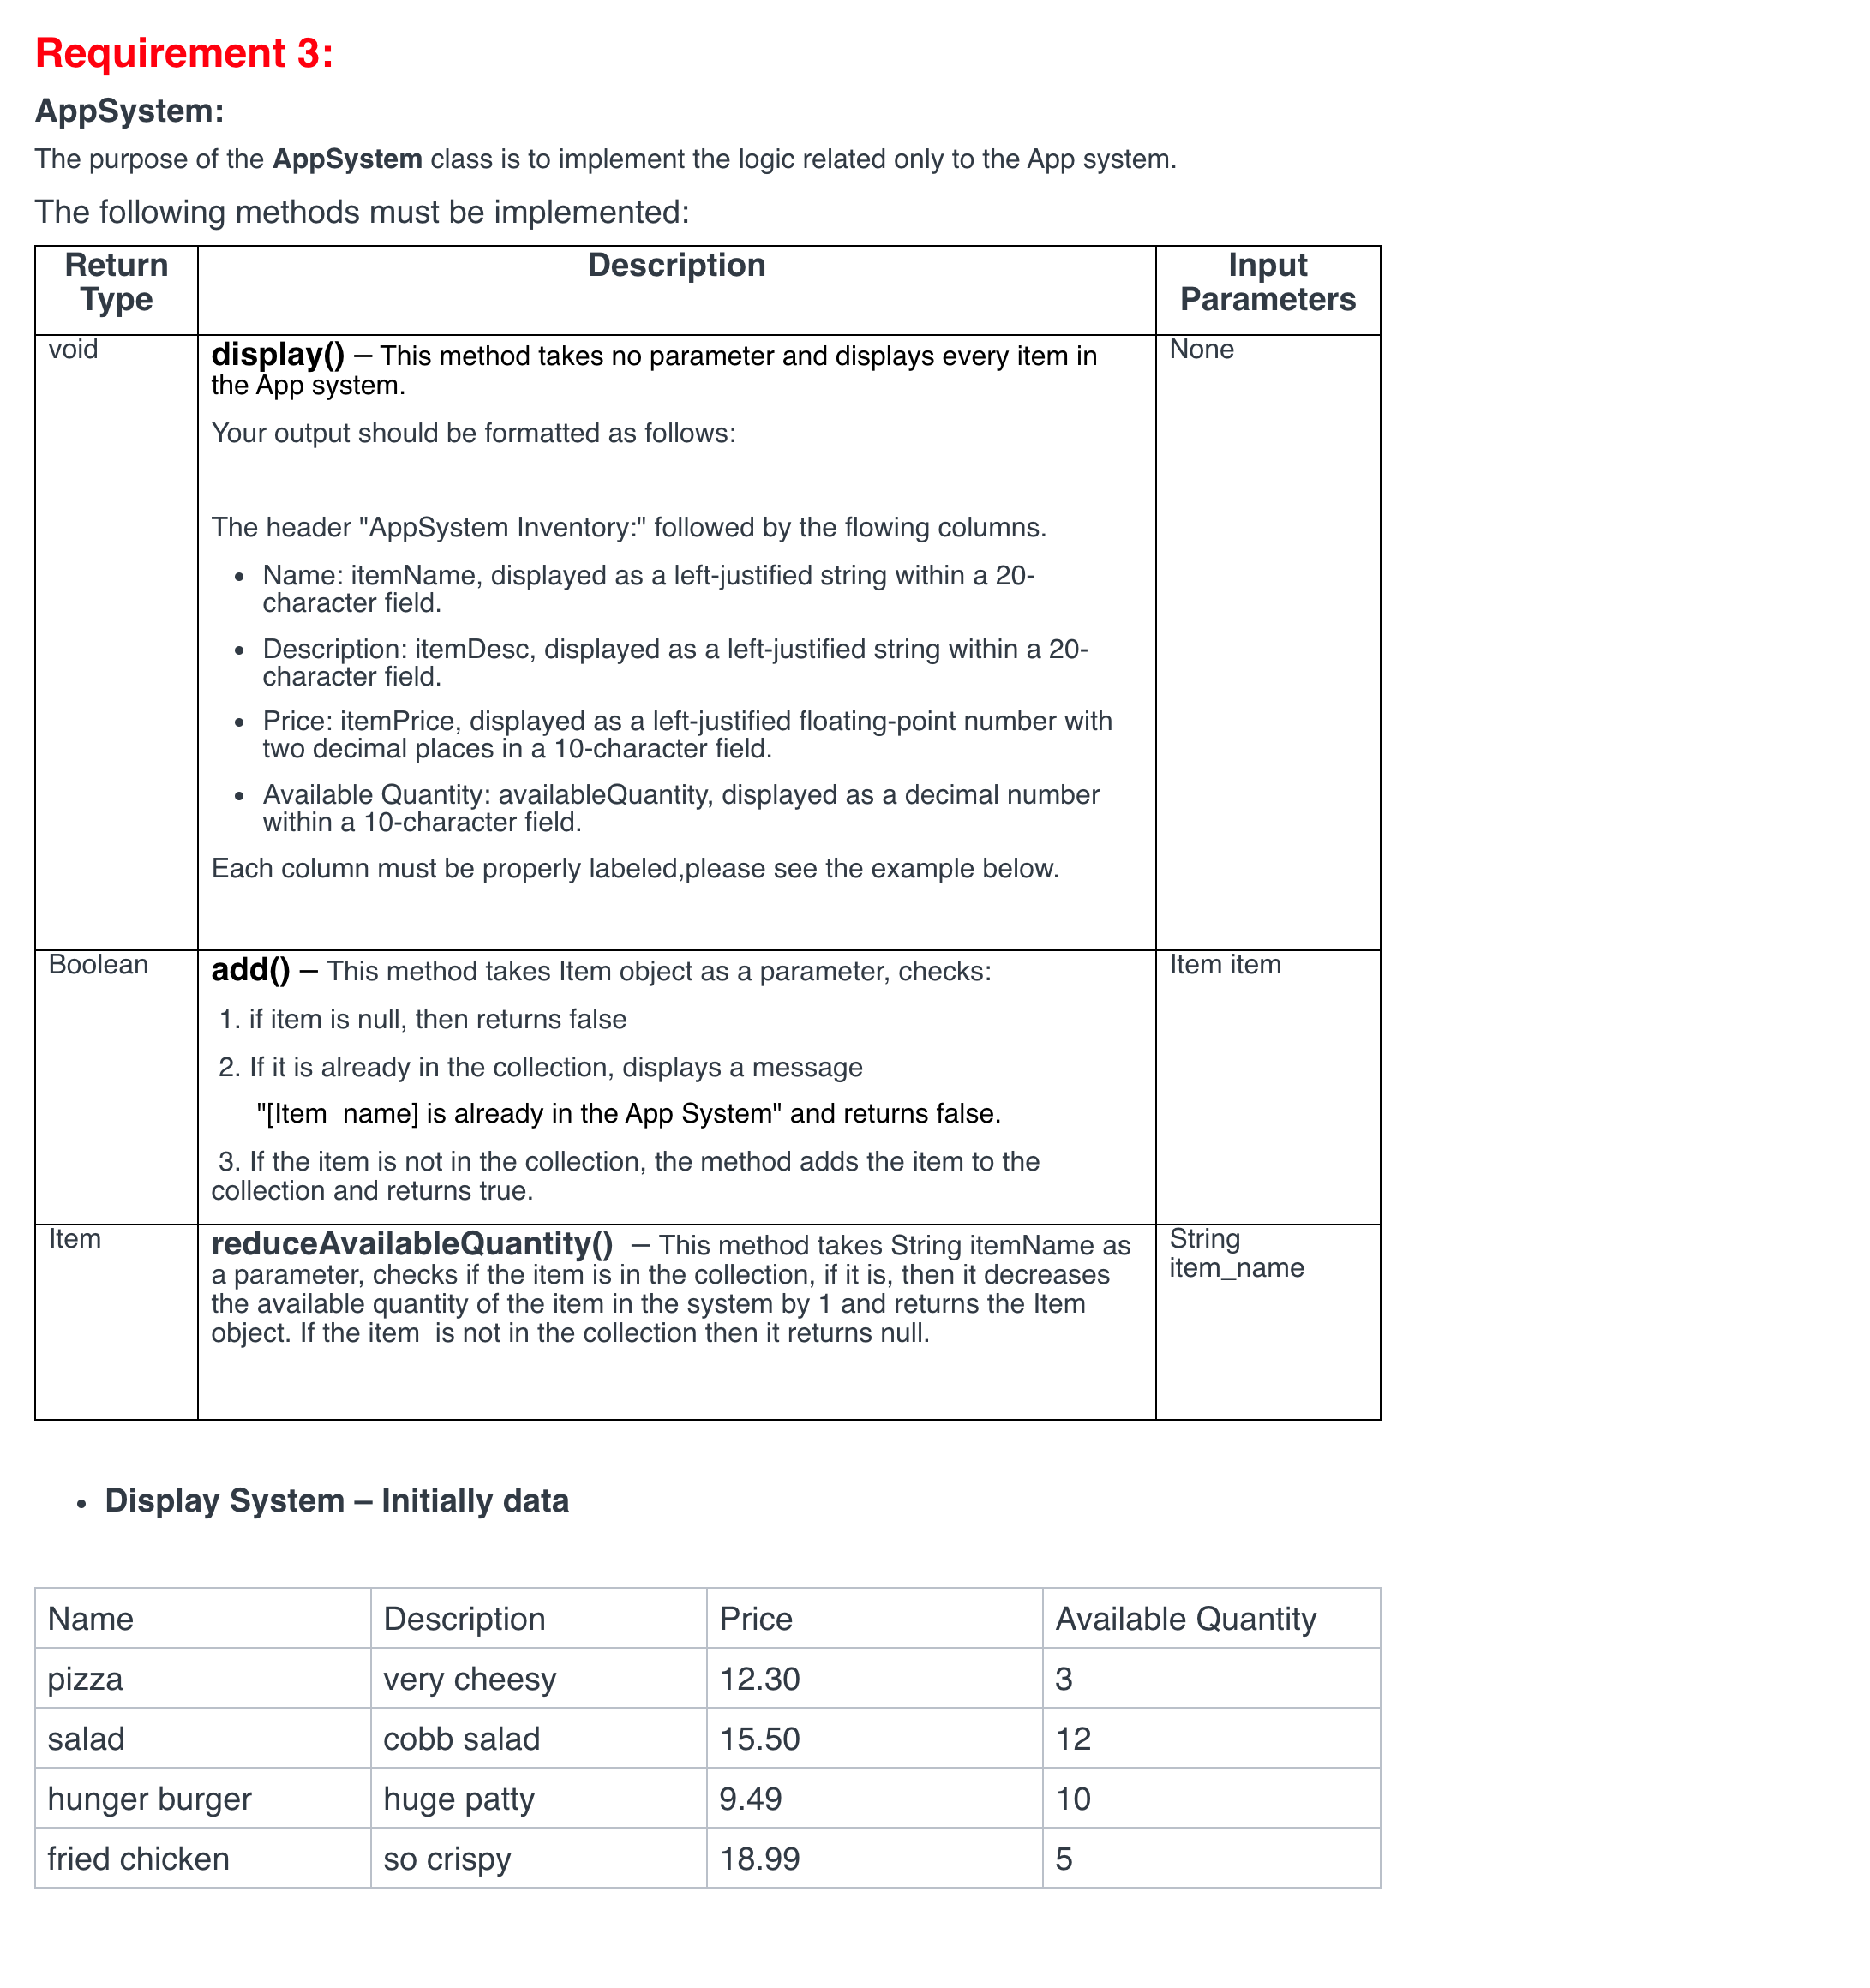 Requirement 3:
AppSystem:
The purpose of the AppSystem class is to implement the logic related only to the App system.
The following methods must be implemented:
Return Type
Description
Input Parameters
void
display() – This method takes no parameter and displays every item in
the App system.
Your output should be formatted as follows:
The header "AppSystem Inventory:" followed by the flowing columns.
• Name: itemName, displayed as a left-justified string within a 20-
character field.
• Description: itemDesc, displayed as a left-justified string within a 20-
character field.
• Price: itemPrice, displayed as a left-justified floating-point number with
two decimal places in a 10-character field.
• Available Quantity: availableQuantity, displayed as a decimal number
within a 10-character field.
Each column must be properly labeled,please see the example below.
None
Boolean
add() – This method takes Item object as a parameter, checks:
1. if item is null, then returns false
2. If it is already in the collection, displays a message
"[Item  name] is already in the App System" and returns false.
3. If the item is not in the collection, the method adds the item to the
collection and returns true.
Item item
Item
reduceAvailableQuantity()  – This method takes String itemName as
a parameter, checks if the item is in the collection, if it is, then it decreases
the available quantity of the item in the system by 1 and returns the Item
object. If the item  is not in the collection then it returns null.
String
item_name
• Display System – Initially data
Name Description Price Available Quantity
pizza very cheesy 12.30 3
salad cobb salad 15.50 12
hunger burger huge patty 9.49 10
fried chicken so crispy 18.99 5